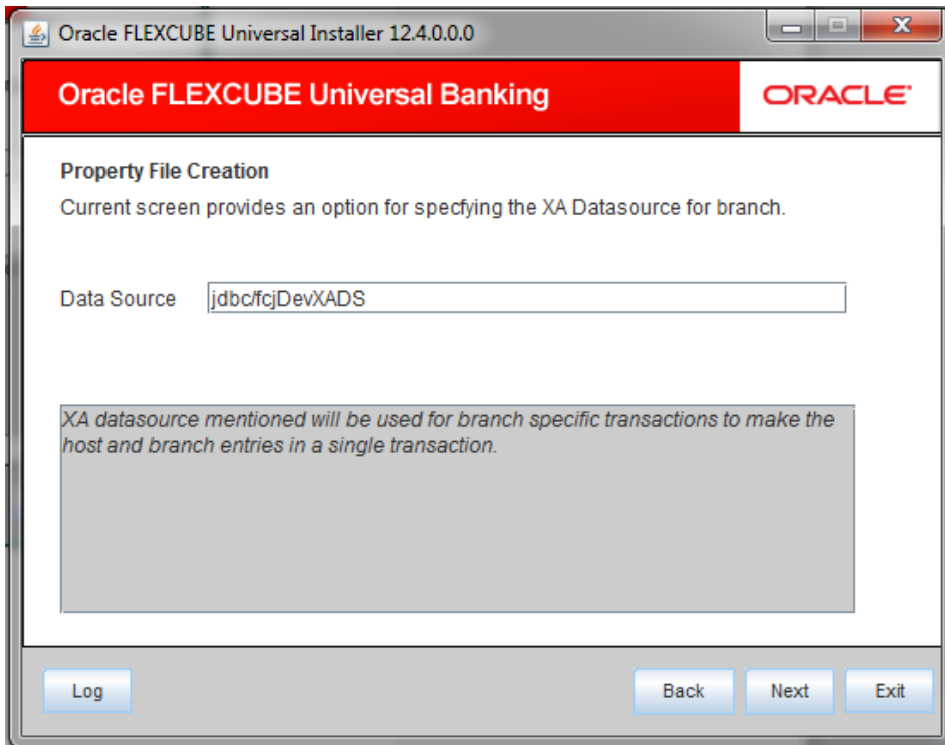 Oracle FLEXCUBE Universal Installer 12.4.0.0.0
Oracle FLEXCUBE Universal Banking
ORACLE
Property File Creation
Current screen provides an option for specfying the XA Datasource for branch.
Data Source jdbc/fcjDevXADS
XA datasource mentioned will be used for branch specific transactions to make the
host and branch entries in a single transaction.
Log Back Next Exit